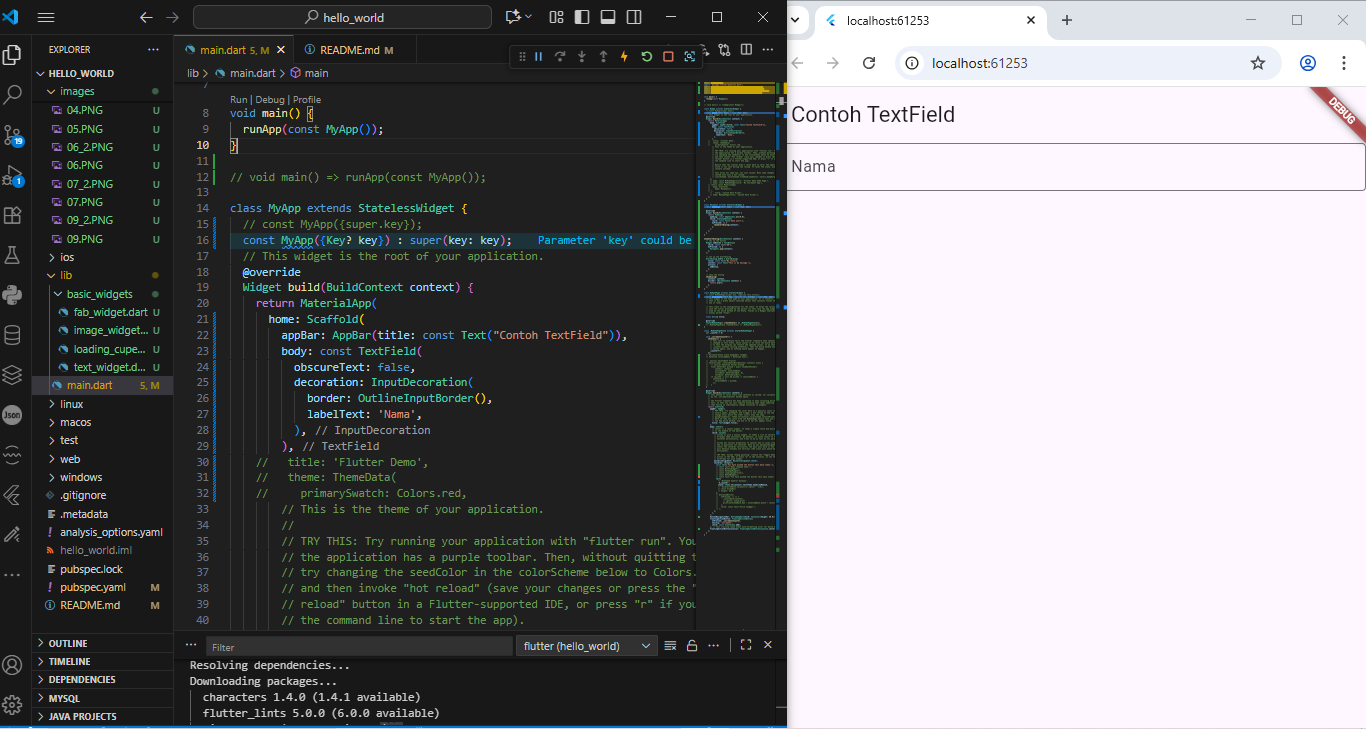 hello_world
EXPLORER
HELLO_WORLD
images
04.PNG U
05.PNG U
06_2.PNG U
06.PNG U
07_2.PNG U
07.PNG U
09_2.PNG U
09.PNG U
ios
lib
basic_widgets
fab_widget.dart U
image_widget... U
loading_cupe... U
text_widget.d... U
main.dart 5, M
linux
macos
test
web
windows
.gitignore
.metadata
analysis_options.yaml
hello_world.iml
pubspec.lock
pubspec.yaml M
README.md M
OUTLINE
TIMELINE
DEPENDENCIES
MYSQL
JAVA PROJECTS
19
1
Json
main.dart 5, M
README.md M
lib > main.dart > main
7
Run | Debug | Profile
8 void main() {
9 runApp(const MyApp());
10 }
11
12 // void main() => runApp(const MyApp());
13
14 class MyApp extends StatelessWidget {
15 // const MyApp({super.key});
16 const MyApp({Key? key}) : super(key: key); Parameter 'key' could be
17 // This widget is the root of your application.
18 @override
19 Widget build(BuildContext context) {
20 return MaterialApp(
21 home: Scaffold(
22 appBar: AppBar(title: const Text("Contoh TextField")),
23 body: const TextField(
24 obscureText: false,
25 decoration: InputDecoration(
26 border: OutlineInputBorder(),
27 labelText: 'Nama',
28 ), // InputDecoration
29 ), // TextField
30 // title: 'Flutter Demo',
31 // theme: ThemeData(
32 // primarySwatch: Colors.red,
33 // This is the theme of your application.
34 //
35 // TRY THIS: Try running your application with "flutter run". You
36 // the application has a purple toolbar. Then, without quitting t
37 // try changing the seedColor in the colorScheme below to Colors.
38 // and then invoke "hot reload" (save your changes or press the "
39 // reload" button in a Flutter-supported IDE, or press "r" if you
40 // the command line to start the app).
Filter
flutter (hello_world)
Resolving dependencies...
Downloading packages...
characters 1.4.0 (1.4.1 available)
flutter_lints 5.0.0 (6.0.0 available)
localhost:61253
localhost:61253
Contoh TextField
DEBUG
Nama